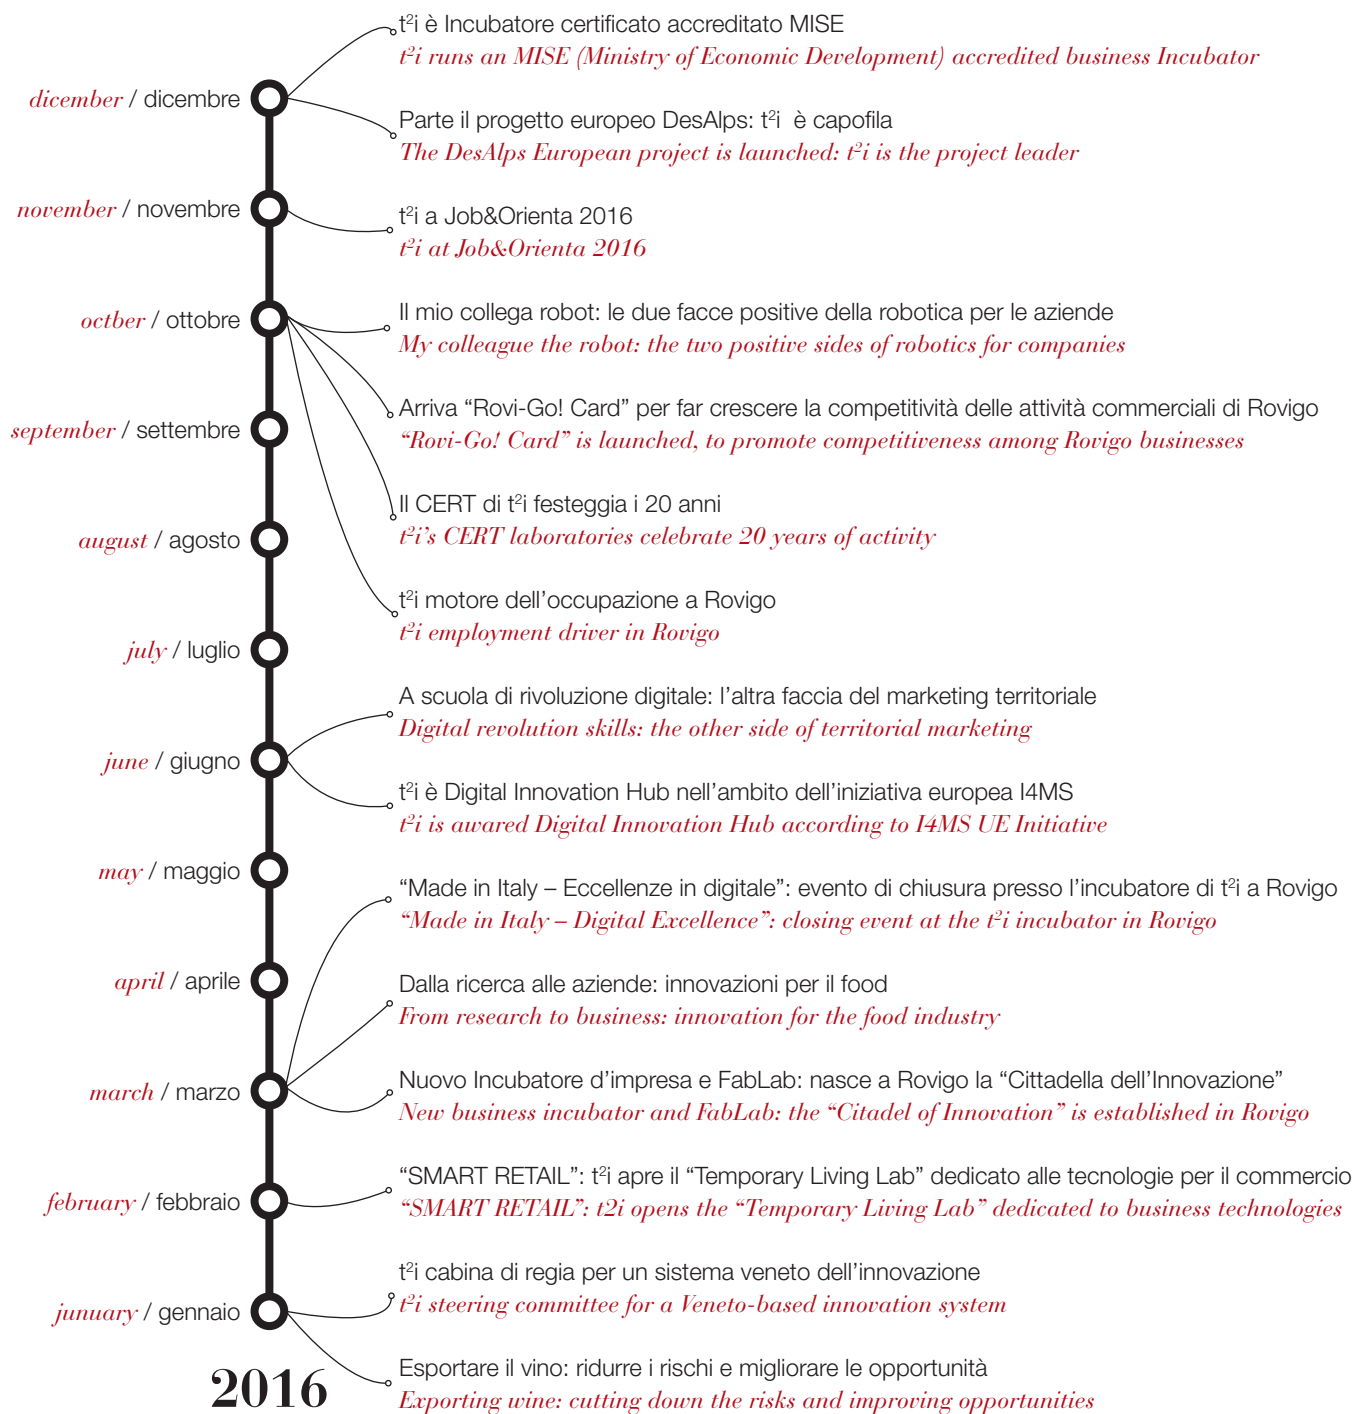 t²i è Incubatore certificato accreditato MISE
t²i runs an MISE (Ministry of Economic Development) accredited business Incubator
dicember / dicembre
Parte il progetto europeo DesAlps: t²i è capofila
The DesAlps European project is launched: t²i is the project leader
november / novembre
t²i a Job&Orienta 2016
t²i at Job&Orienta 2016
octber / ottobre
Il mio collega robot: le due facce positive della robotica per le aziende
My colleague the robot: the two positive sides of robotics for companies
Arriva “Rovi-Go! Card” per far crescere la competitività delle attività commerciali di Rovigo
“Rovi-Go! Card” is launched, to promote competitiveness among Rovigo businesses
september / settembre
Il CERT di t²i festeggia i 20 anni
t²i’s CERT laboratories celebrate 20 years of activity
august / agosto
t²i motore dell’occupazione a Rovigo
t²i employment driver in Rovigo
july / luglio
A scuola di rivoluzione digitale: l’altra faccia del marketing territoriale
Digital revolution skills: the other side of territorial marketing
june / giugno
t²i è Digital Innovation Hub nell’ambito dell’iniziativa europea I4MS
t²i is awared Digital Innovation Hub according to I4MS UE Initiative
may / maggio
“Made in Italy – Eccellenze in digitale”: evento di chiusura presso l’incubatore di t²i a Rovigo
“Made in Italy – Digital Excellence”: closing event at the t²i incubator in Rovigo
april / aprile
Dalla ricerca alle aziende: innovazioni per il food
From research to business: innovation for the food industry
march / marzo
Nuovo Incubatore d’impresa e FabLab: nasce a Rovigo la “Cittadella dell’Innovazione”
New business incubator and FabLab: the “Citadel of Innovation” is established in Rovigo
february / febbraio
“SMART RETAIL”: t²i apre il “Temporary Living Lab” dedicato alle tecnologie per il commercio
“SMART RETAIL”: t2i opens the “Temporary Living Lab” dedicated to business technologies
t²i cabina di regia per un sistema veneto dell’innovazione
t²i steering committee for a Veneto-based innovation system
junuary / gennaio
Esportare il vino: ridurre i rischi e migliorare le opportunità
Exporting wine: cutting down the risks and improving opportunities
2016